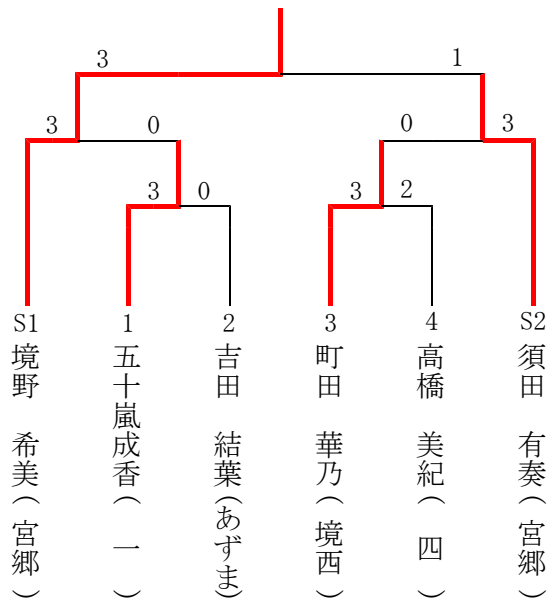 3 1
3 0 0 3
3 0 3 2
S1 1 2 3 4 S2
境野 希美(宮郷)
五十嵐成香(一)
吉田 結葉(あずま)
町田 華乃(境西)
高橋 美紀(四)
須田 有奏(宮郷)